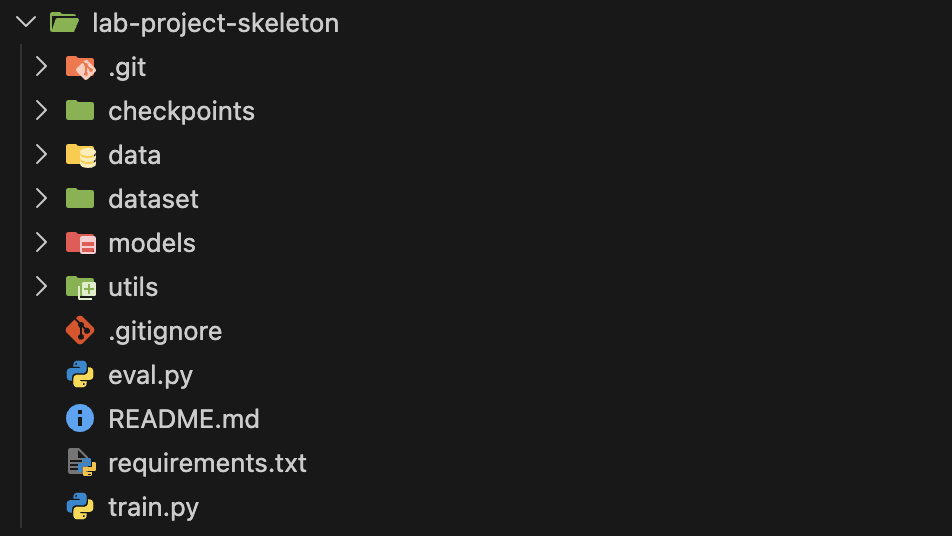 lab-project-skeleton
.git
checkpoints
data
dataset
models
utils
.gitignore
eval.py
README.md
requirements.txt
train.py